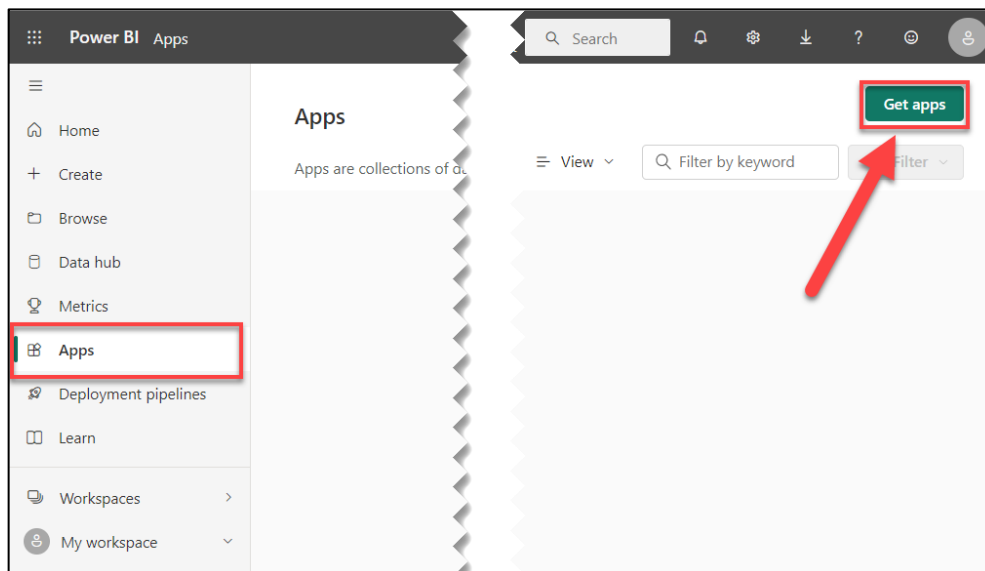 Power BI Apps
Search
?
Home
Create
Browse
Data hub
Metrics
Apps
Deployment pipelines
Learn
Workspaces
My workspace
Apps
Apps are collections of
Get apps
View
Filter by keyword
Filter